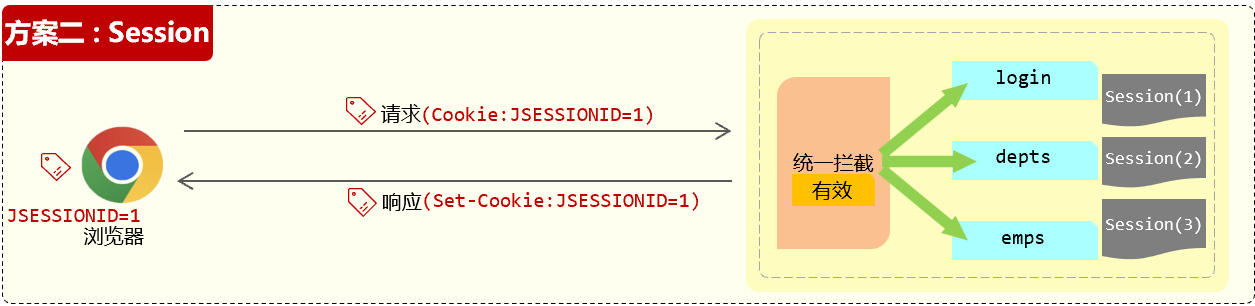 方案二：Session
请求(Cookie:JSESSIONID=1)
响应(Set-Cookie:JSESSIONID=1)
JSESSIONID=1
浏览器
统一拦截
有效
login
depts
emps
Session(1)
Session(2)
Session(3)